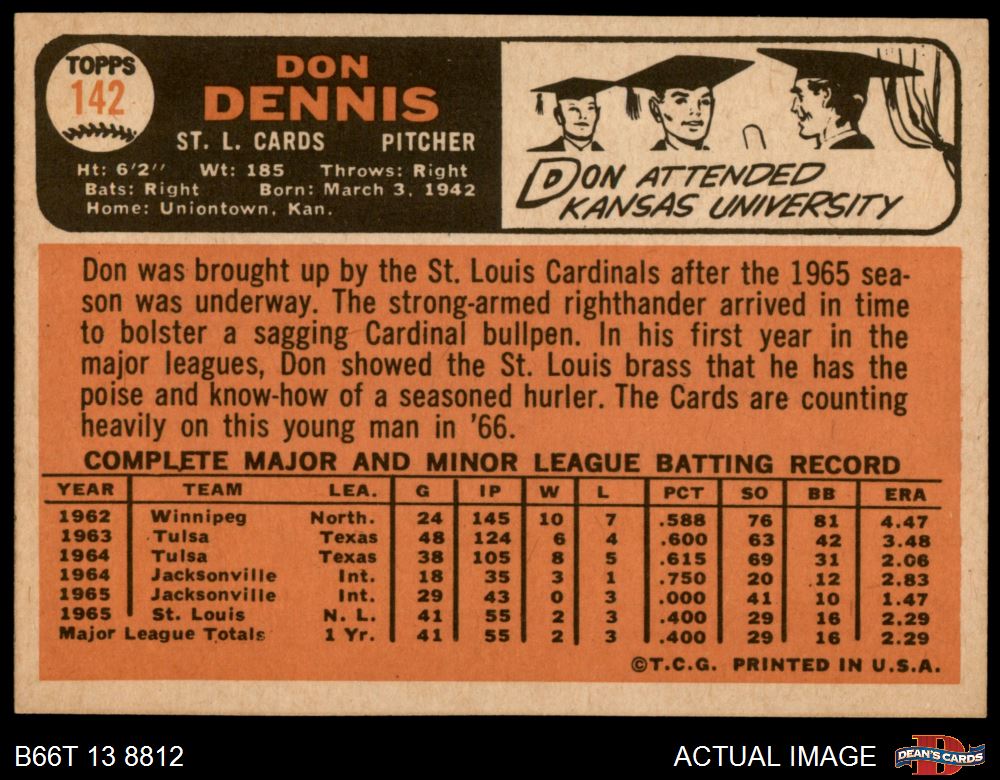 TOPPS
142
DON
DENNIS
ST. L. CARDS PITCHER
Ht: 6'2" Wt: 185 Throws: Right
Bats: Right Born: March 3, 1942
Home: Uniontown, Kan.
DON ATTENDED
KANSAS UNIVERSITY
Don was brought up by the St. Louis Cardinals after the 1965 sea-
son was underway. The strong-armed righthander arrived in time
to bolster a sagging Cardinal bullpen. In his first year in the
major leagues, Don showed the St. Louis brass that he has the
poise and know-how of a seasoned hurler. The Cards are counting
heavily on this young man in '66.
COMPLETE MAJOR AND MINOR LEAGUE BATTING RECORD
YEAR TEAM LEA. G IP W L PCT SO BB ERA
1962 Winnipeg North. 24 145 10 7 .588 76 81 4.47
1963 Tulsa Texas 48 124 6 4 .600 63 42 3.48
1964 Tulsa Texas 38 105 8 5 .615 69 31 2.06
1964 Jacksonville Int. 18 35 3 1 .750 20 12 2.83
1965 Jacksonville Int. 29 43 0 3 .000 41 10 1.47
1965 St. Louis N. L. 41 55 2 3 .400 29 16 2.29
Major League Totals 1 Yr. 41 55 2 3 .400 29 16 2.29
©T.C.G. PRINTED IN U.S.A.
B66T 13 8812 ACTUAL IMAGE DEAN'S CARDS